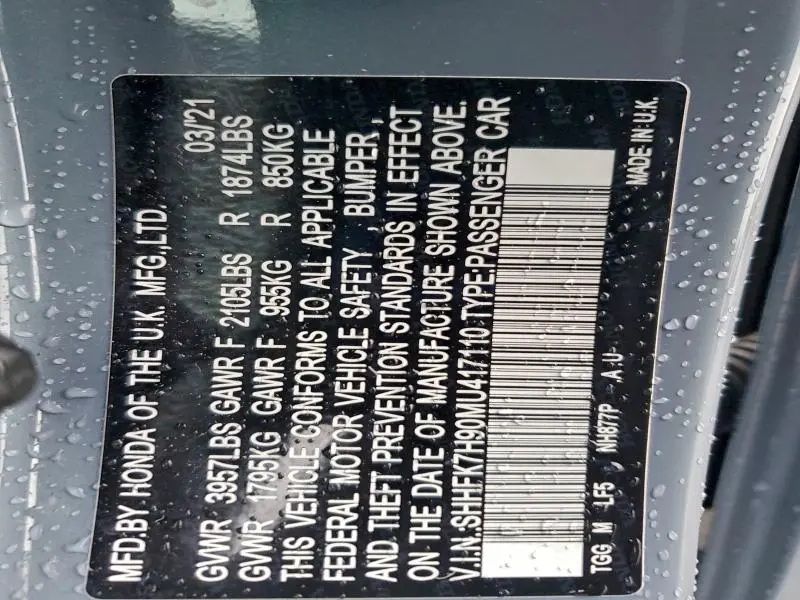 MFD.BY HONDA OF THE U.K. MFG.,LTD.
03/21
GVWR 3957LBS GAWR F 2105LBS R 1874LBS
GVWR 1795KG GAWR F 955KG R 850KG
THIS VEHICLE CONFORMS TO ALL APPLICABLE
FEDERAL MOTOR VEHICLE SAFETY , BUMPER ,
AND THEFT PREVENTION STANDARDS IN EFFECT
ON THE DATE OF MANUFACTURE SHOWN ABOVE.
V.I.N.SHHFK7H90MU417110 TYPE:PASSENGER CAR
TGG M LF5 NH877P A U
MADE IN U.K.